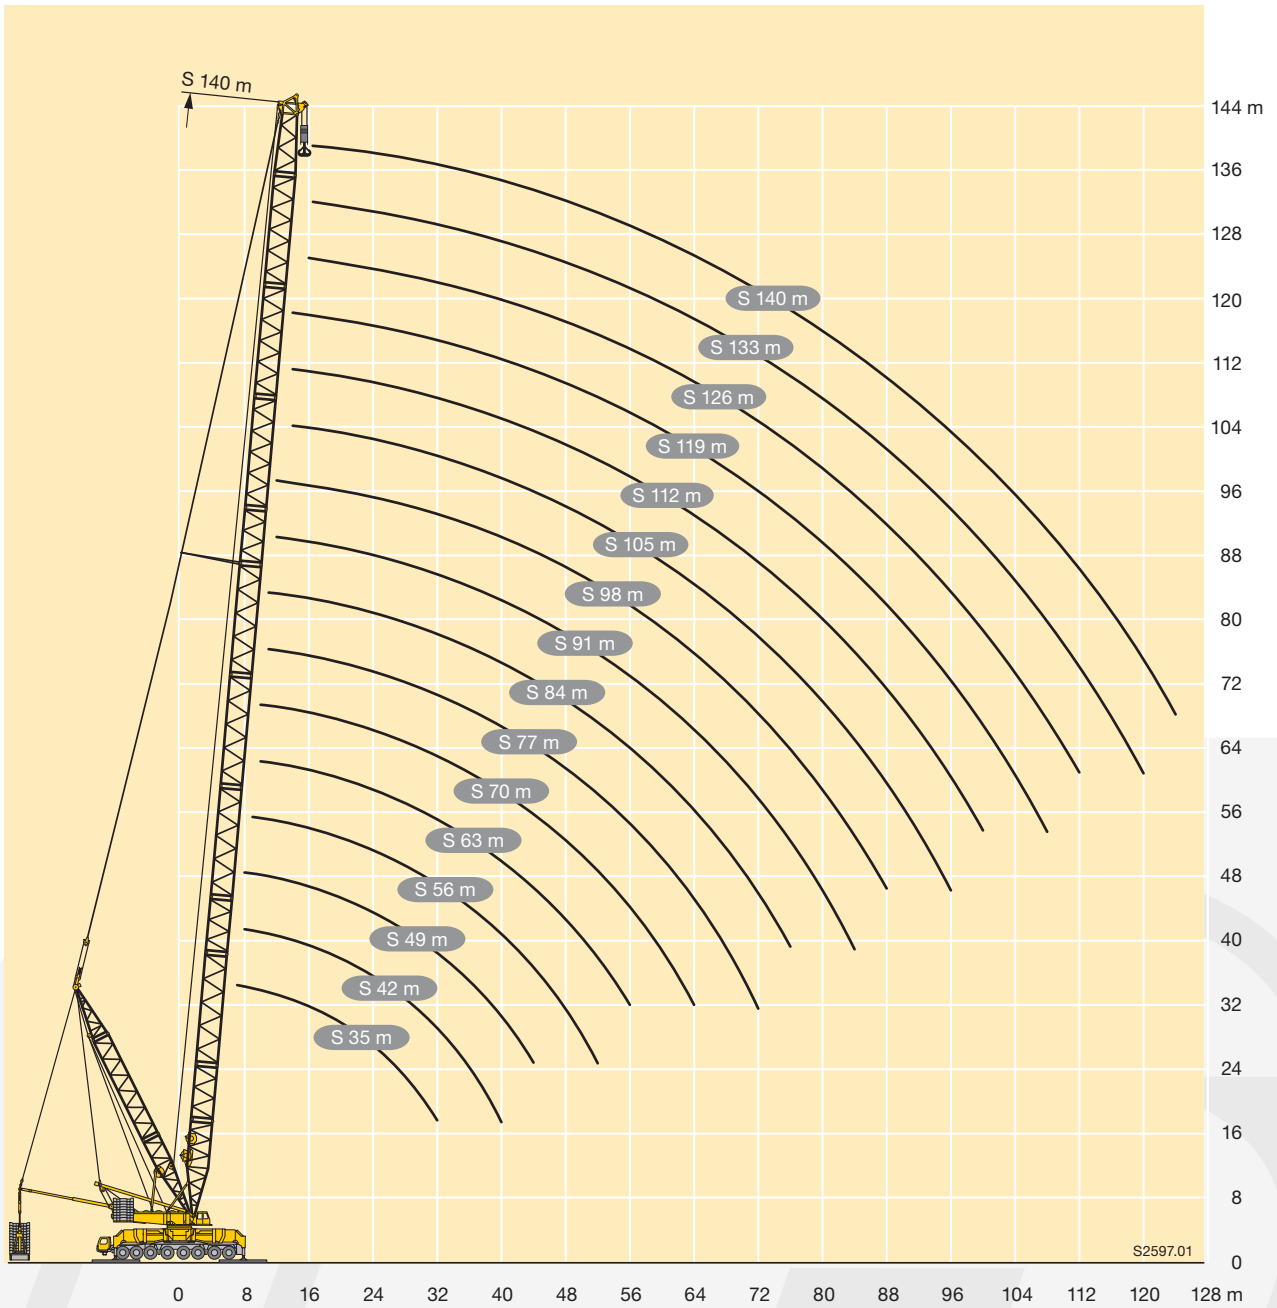 S 140 m
144 m
136
128
120
S 140 m
S 133 m
112
S 126 m
104
S 119 m
96
S 112 m
88
S 105 m
S 98 m
80
S 91 m
72
S 84 m
64
S 77 m
S 70 m
56
S 63 m
48
S 56 m
40
S 49 m
32
S 42 m
S 35 m
24
16
8
S2597.01
0
0 8 16 24 32 40 48 56 64 72 80 88 96 104 112 120 128 m